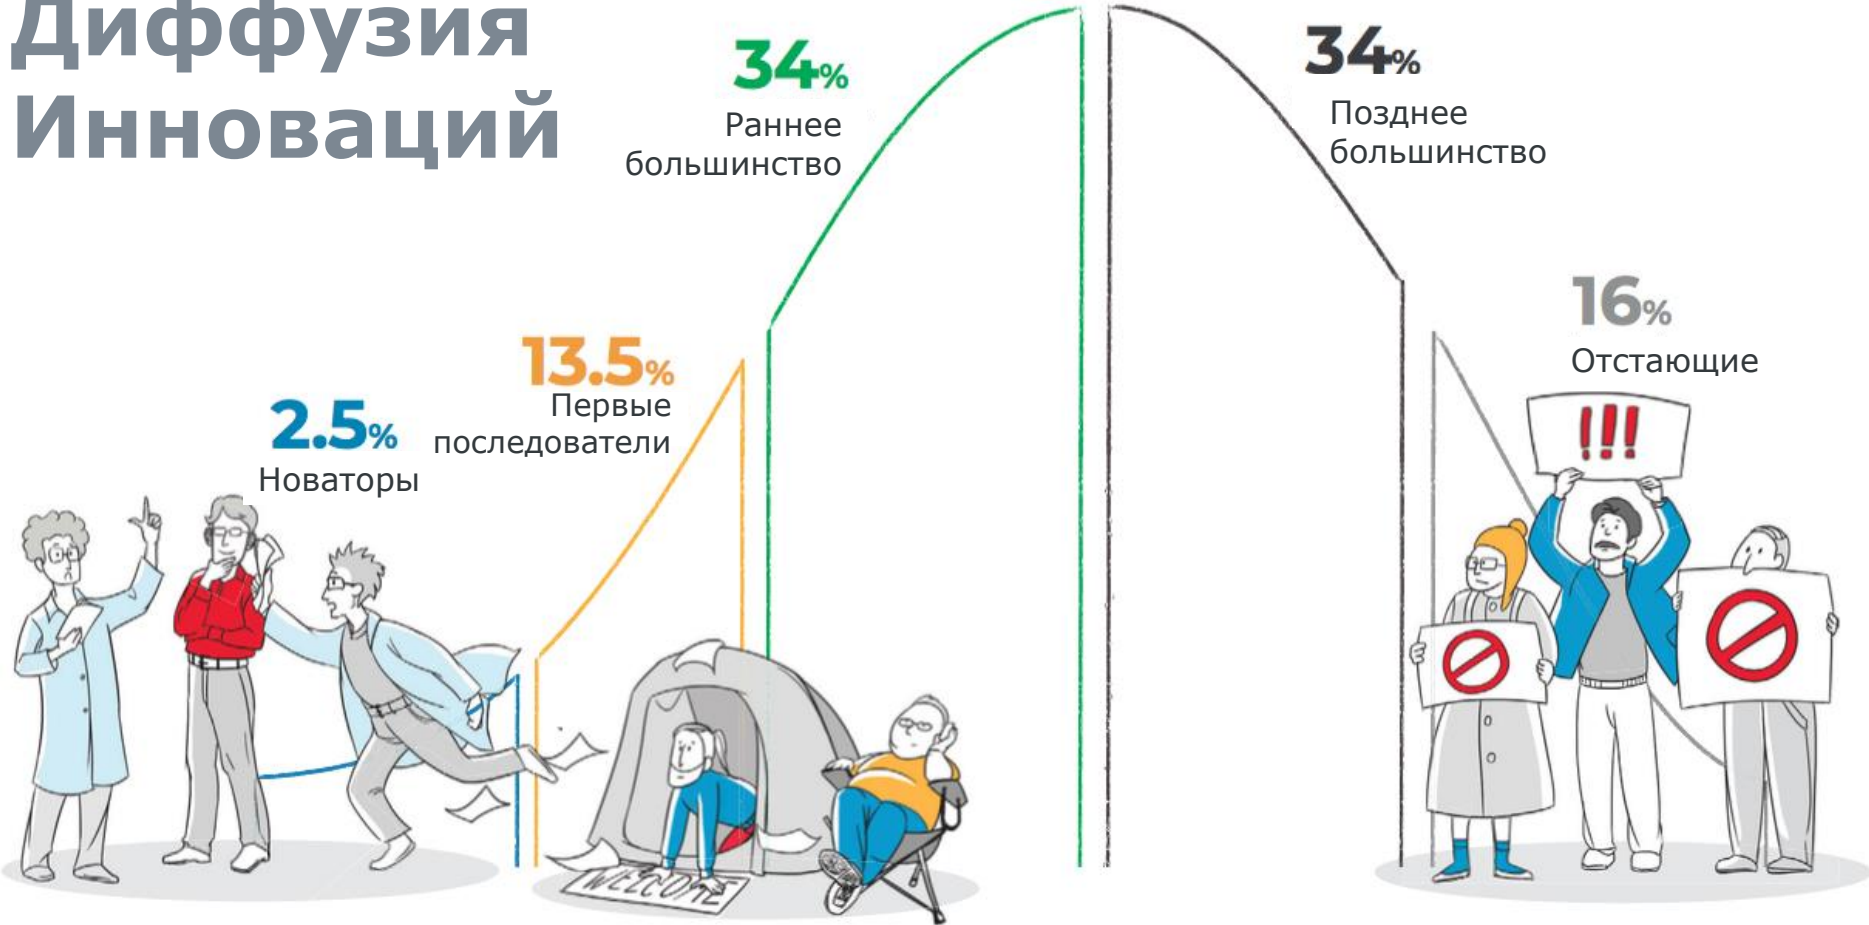 Диффузия
Инноваций
2.5%
Новаторы
13.5%
Первые
последователи
34%
Раннее
большинство
34%
Позднее
большинство
16%
Отстающие
!!!
WELCOME